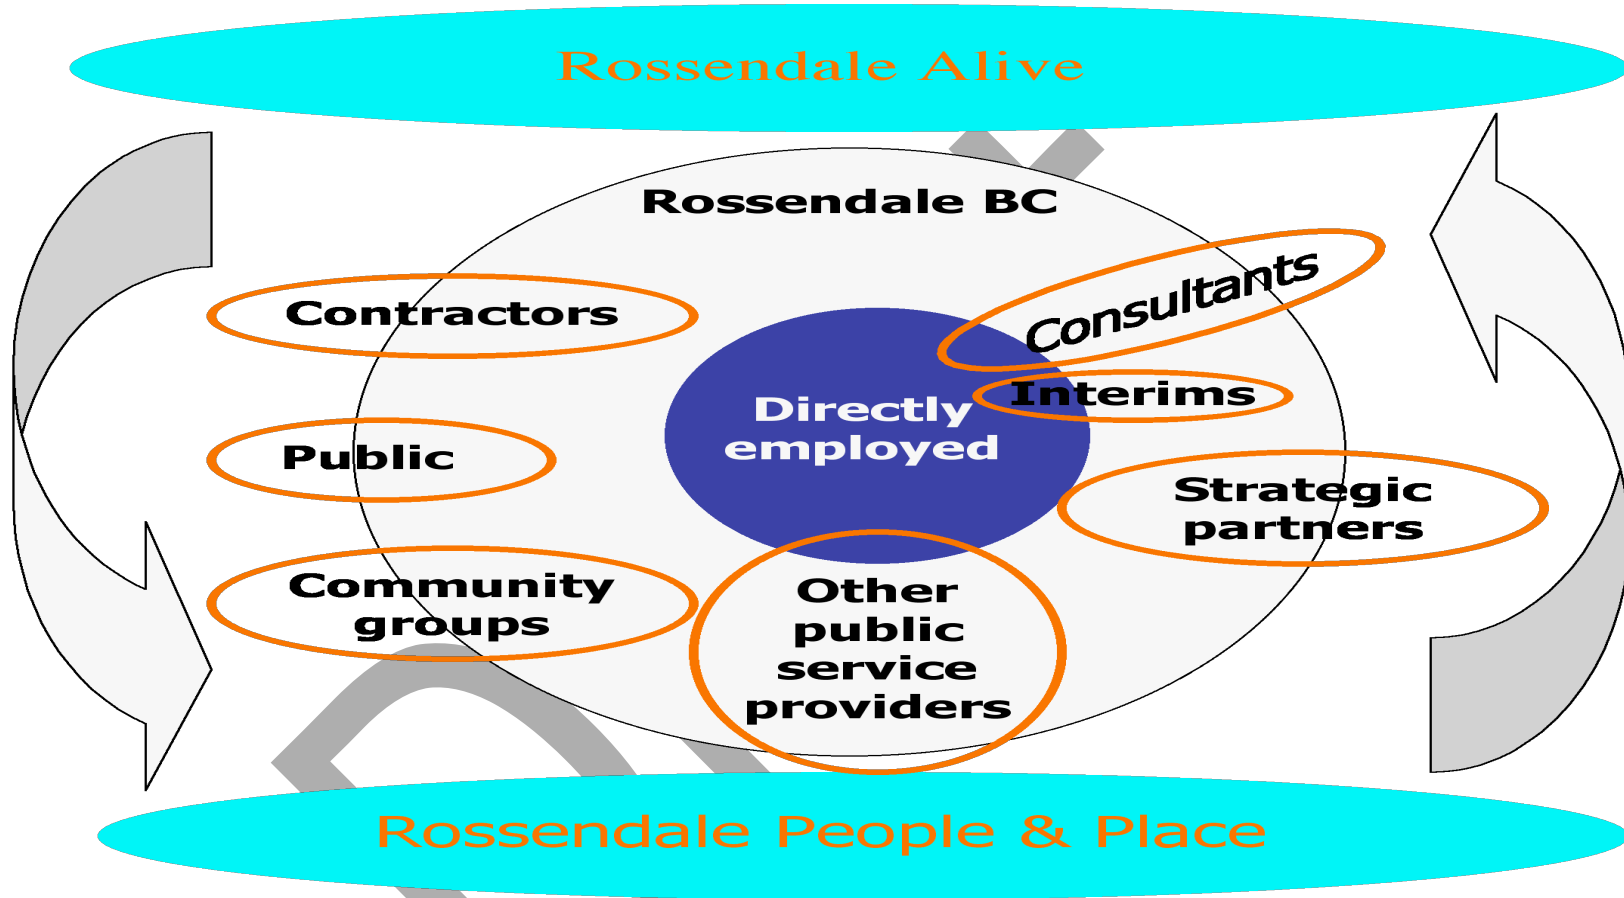 Rossendale Alive
Rossendale BC
Consultants
Contractors
Interims
Directly
employed
Public
Strategic
partners
Community
groups
Other
public
service
providers
Rossendale People & Place